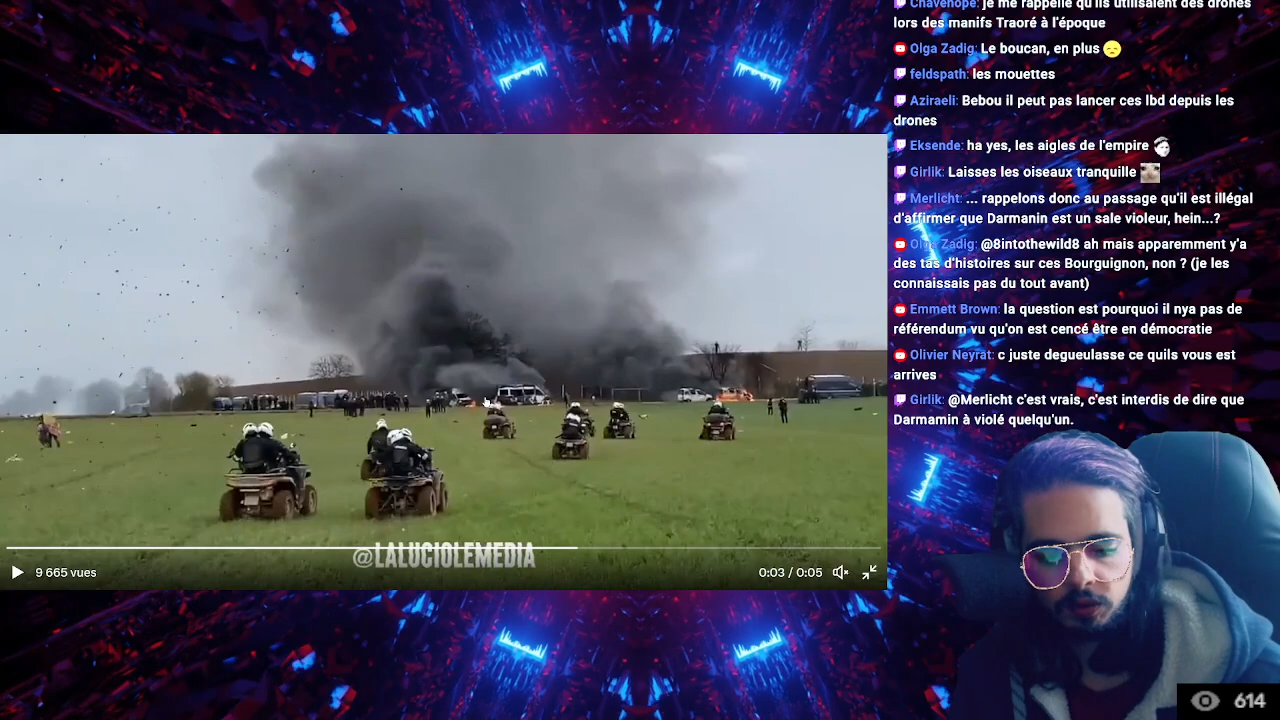 Chavenope: je me rappelle qu'ils utilisaient des drones
lors des manifs Traoré à l'époque
Olga Zadig: Le boucan, en plus
feldspath: les mouettes
Aziraeli: Bebou il peut pas lancer ces lbd depuis les
drones
Eksende: ha yes, les aigles de l'empire
Girlik: Laisses les oiseaux tranquille
Merlicht: ... rappelons donc au passage qu'il est illégal
d'affirmer que Darmanin est un sale violeur, hein...?
Olga Zadig: @8intothewild8 ah mais apparemment y'a
des tas d'histoires sur ces Bourguignon, non ? (je les
connaissais pas du tout avant)
Emmett Brown: la question est pourquoi il nya pas de
référendum vu qu'on est cencé être en démocratie
Olivier Neyrat: c juste degueulasse ce quils vous est
arrives
Girlik: @Merlicht c'est vrais, c'est interdis de dire que
Darmamin à violé quelqu'un.
@LALUCIOLEMEDIA
9 665 vues
0:03 / 0:05
614